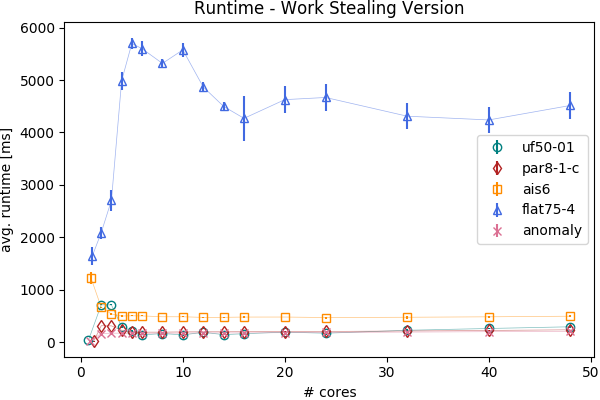 Runtime - Work Stealing Version
avg. runtime [ms]
6000
5000
4000
3000
2000
1000
0
uf50-01
par8-1-c
ais6
flat75-4
anomaly
0 10 20 30 40 50
# cores